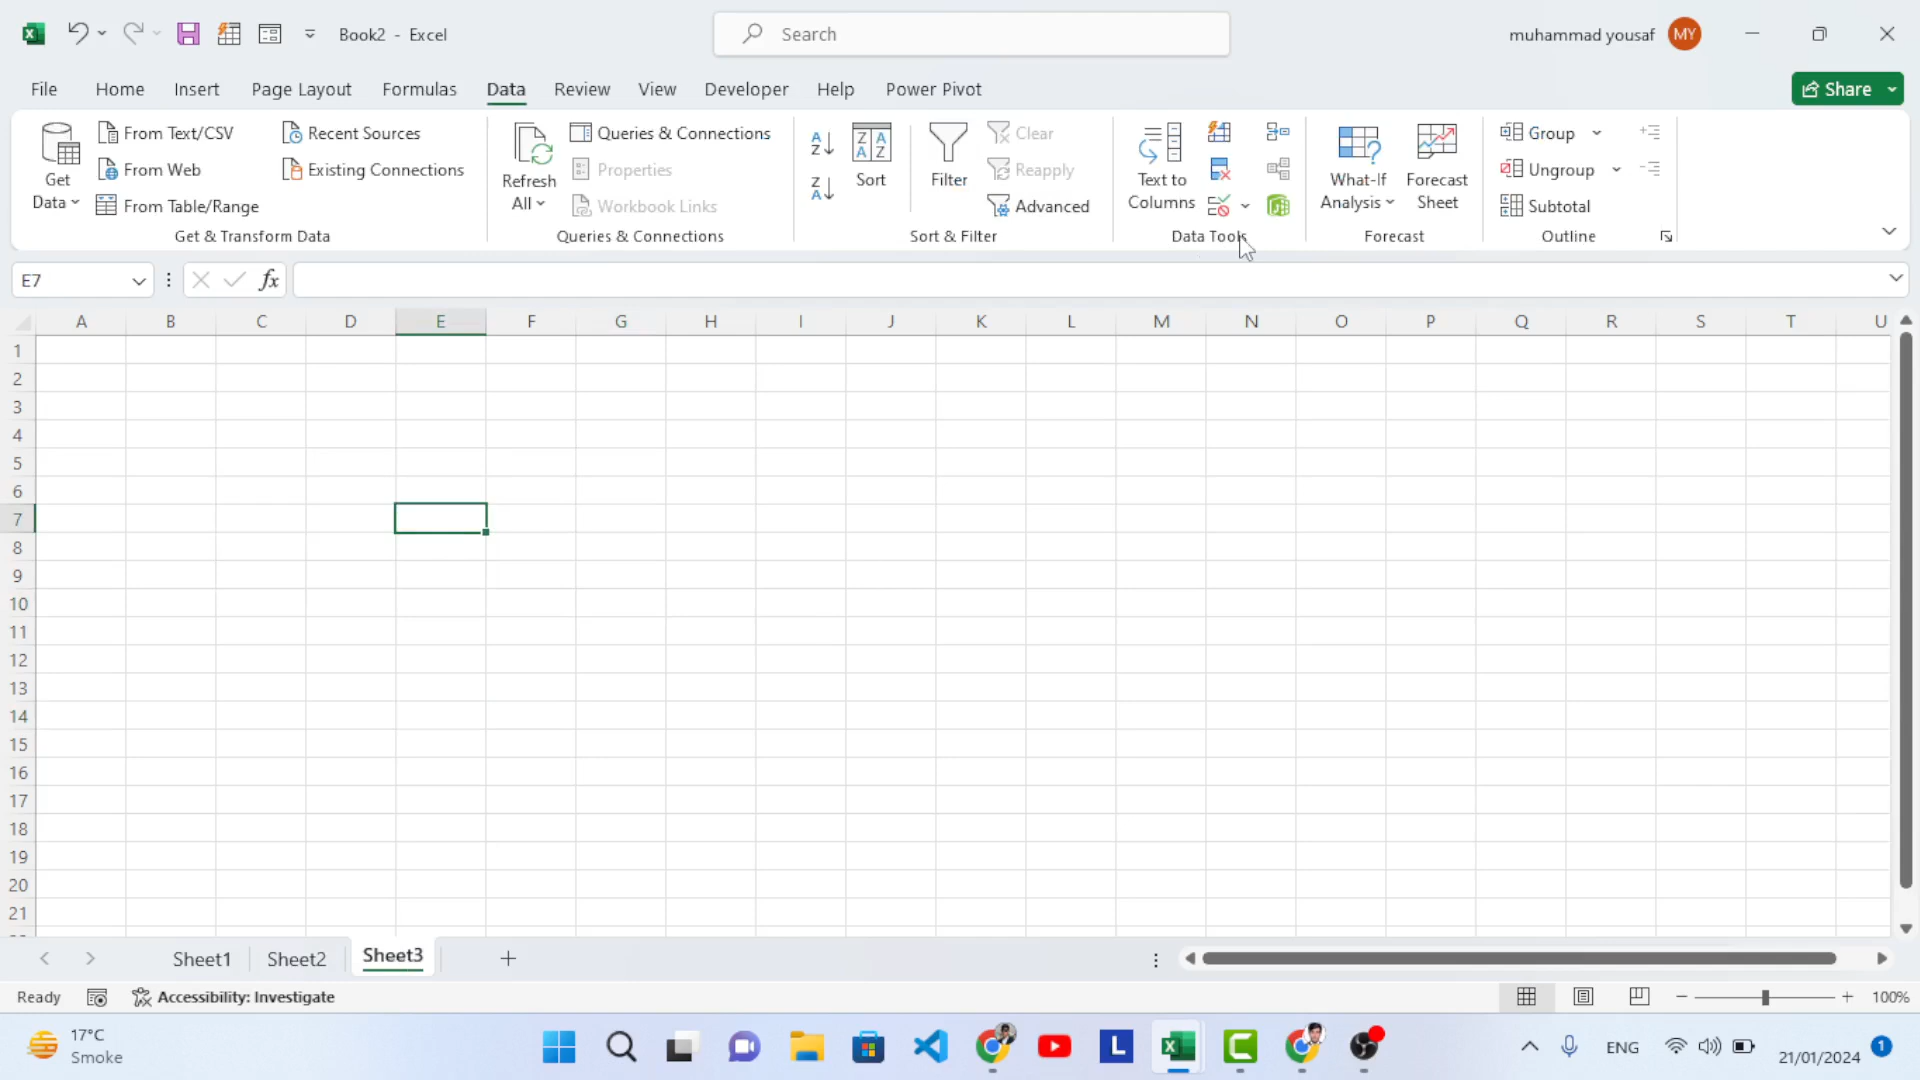 Book2 - Excel
Search
muhammad yousaf MY
File Home Insert Page Layout Formulas Data Review View Developer Help Power Pivot Share
Get Data
From Text/CSV
From Web
From Table/Range
Recent Sources
Existing Connections
Get & Transform Data
Refresh All
Queries & Connections
Properties
Workbook Links
Queries & Connections
Sort
Filter
Clear
Reapply
Advanced
Sort & Filter
Text to Columns
Data Tools
What-If Analysis
Forecast Sheet
Forecast
Group
Ungroup
Subtotal
Outline
E7
fx
A B C D E F G H I J K L M N O P Q R S T U
1
2
3
4
5
6
7
8
9
10
11
12
13
14
15
16
17
18
19
20
21
Sheet1 Sheet2 Sheet3
Ready Accessibility: Investigate 100%
17°C
Smoke
L
ENG
21/01/2024
1